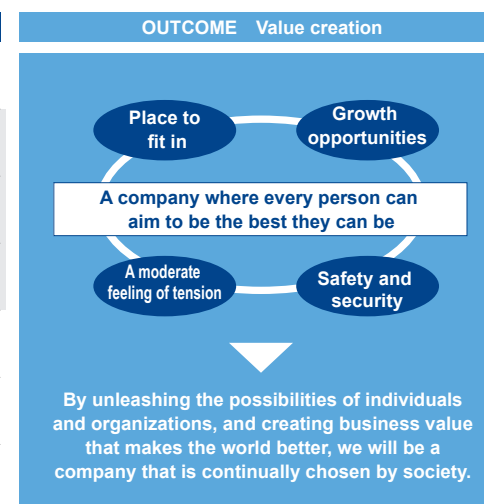 OUTCOME Value creation
Place to
fit in
Growth
opportunities
A company where every person can
aim to be the best they can be
A moderate
feeling of tension
Safety and
security
By unleashing the possibilities of individuals
and organizations, and creating business value
that makes the world better, we will be a
company that is continually chosen by society.